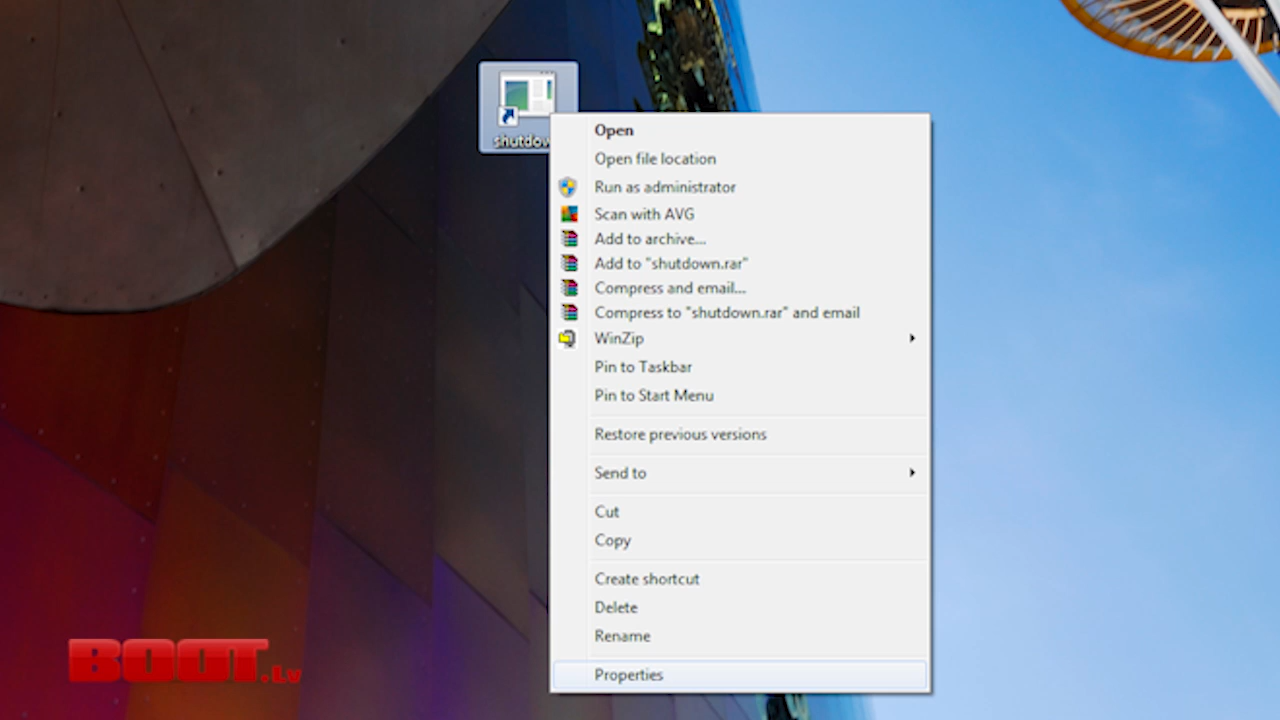 shutdow
Open
Open file location
Run as administrator
Scan with AVG
Add to archive...
Add to "shutdown.rar"
Compress and email...
Compress to "shutdown.rar" and email
WinZip
Pin to Taskbar
Pin to Start Menu
Restore previous versions
Send to
Cut
Copy
Create shortcut
Delete
Rename
Properties
BOOT.Lv